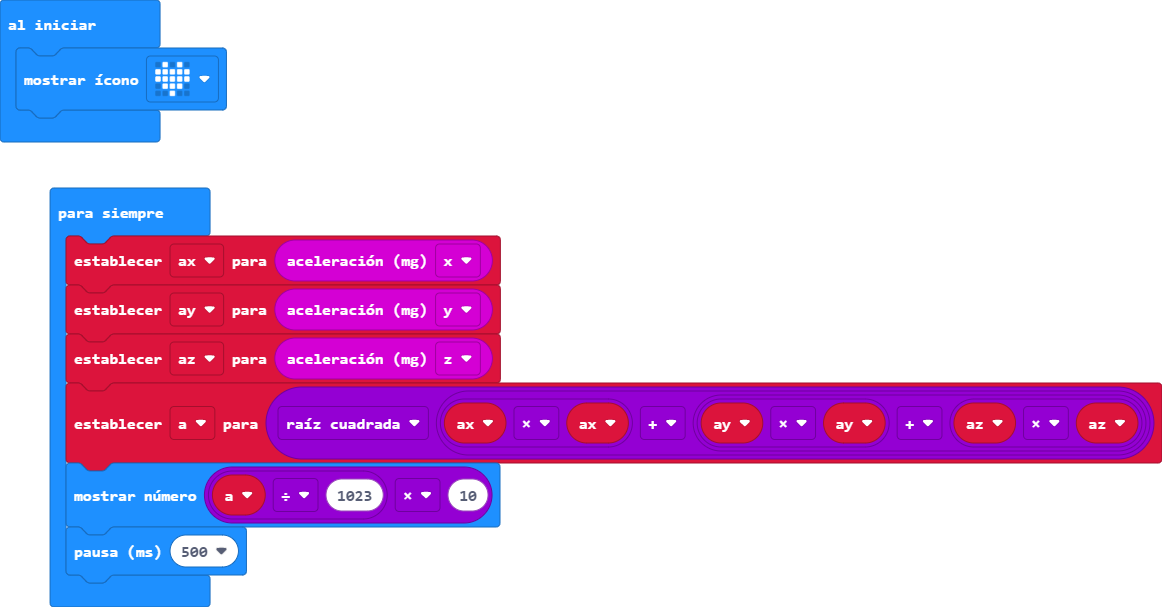 al iniciar
mostrar ícono
para siempre
establecer ax para aceleración (mg) x
establecer ay para aceleración (mg) y
establecer az para aceleración (mg) z
establecer a para raíz cuadrada ax × ax + ay × ay + az × az
mostrar número a ÷ 1023 × 10
pausa (ms) 500